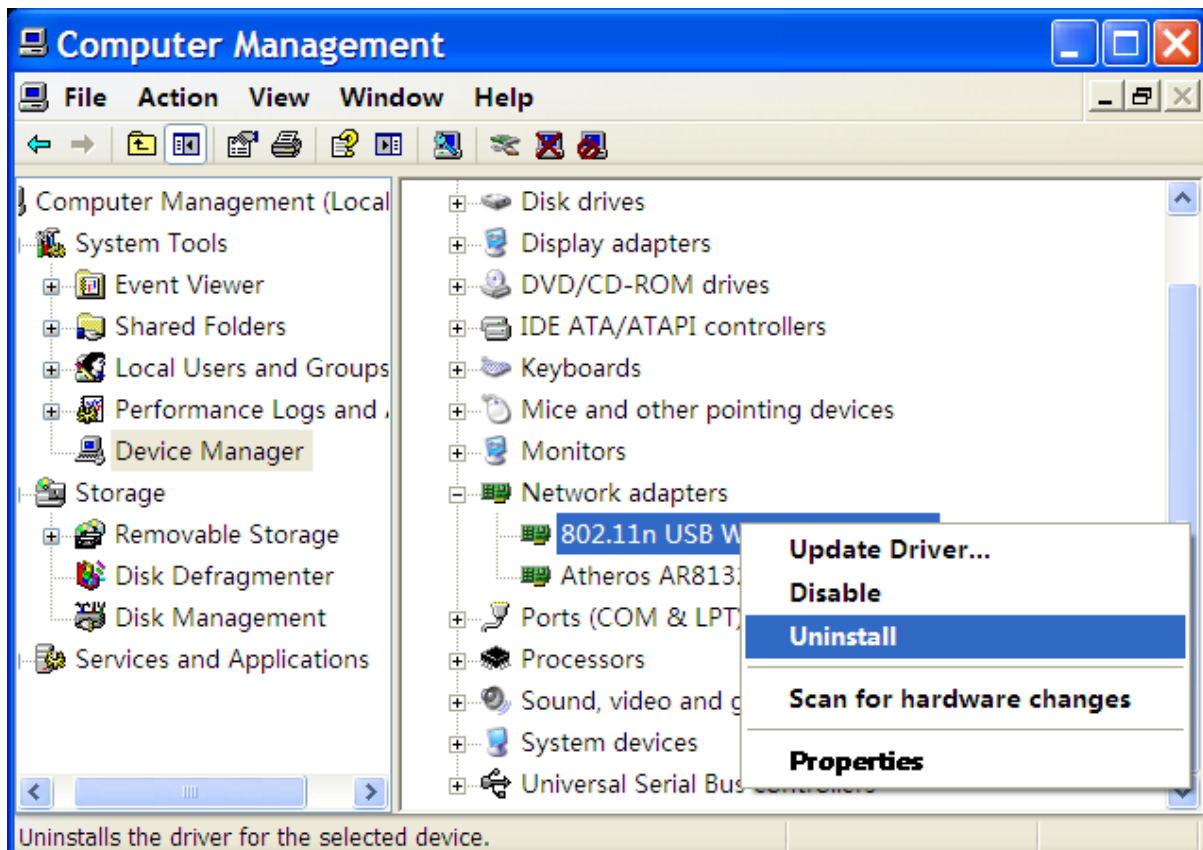 Computer Management
File Action View Window Help
Computer Management (Local
System Tools
Event Viewer
Shared Folders
Local Users and Groups
Performance Logs and
Device Manager
Storage
Removable Storage
Disk Defragmenter
Disk Management
Services and Applications
Disk drives
Display adapters
DVD/CD-ROM drives
IDE ATA/ATAPI controllers
Keyboards
Mice and other pointing devices
Monitors
Network adapters
802.11n USB W
Atheros AR8132
Ports (COM & LPT)
Processors
Sound, video and g
System devices
Universal Serial Bus controllers
Update Driver...
Disable
Uninstall
Scan for hardware changes
Properties
Uninstalls the driver for the selected device.